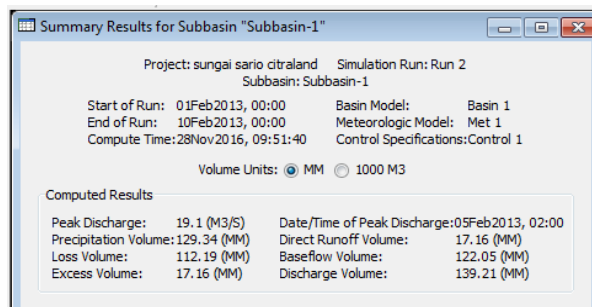 Summary Results for Subbasin "Subbasin-1"
Project: sungai sario citraland Simulation Run: Run 2
Subbasin: Subbasin-1
Start of Run: 01Feb2013, 00:00 Basin Model: Basin 1
End of Run: 10Feb2013, 00:00 Meteorologic Model: Met 1
Compute Time:28Nov2016, 09:51:40 Control Specifications:Control 1
Volume Units: MM 1000 M3
Computed Results
Peak Discharge: 19.1 (M3/S) Date/Time of Peak Discharge:05Feb2013, 02:00
Precipitation Volume:129.34 (MM) Direct Runoff Volume: 17.16 (MM)
Loss Volume: 112.19 (MM) Baseflow Volume: 122.05 (MM)
Excess Volume: 17.16 (MM) Discharge Volume: 139.21 (MM)